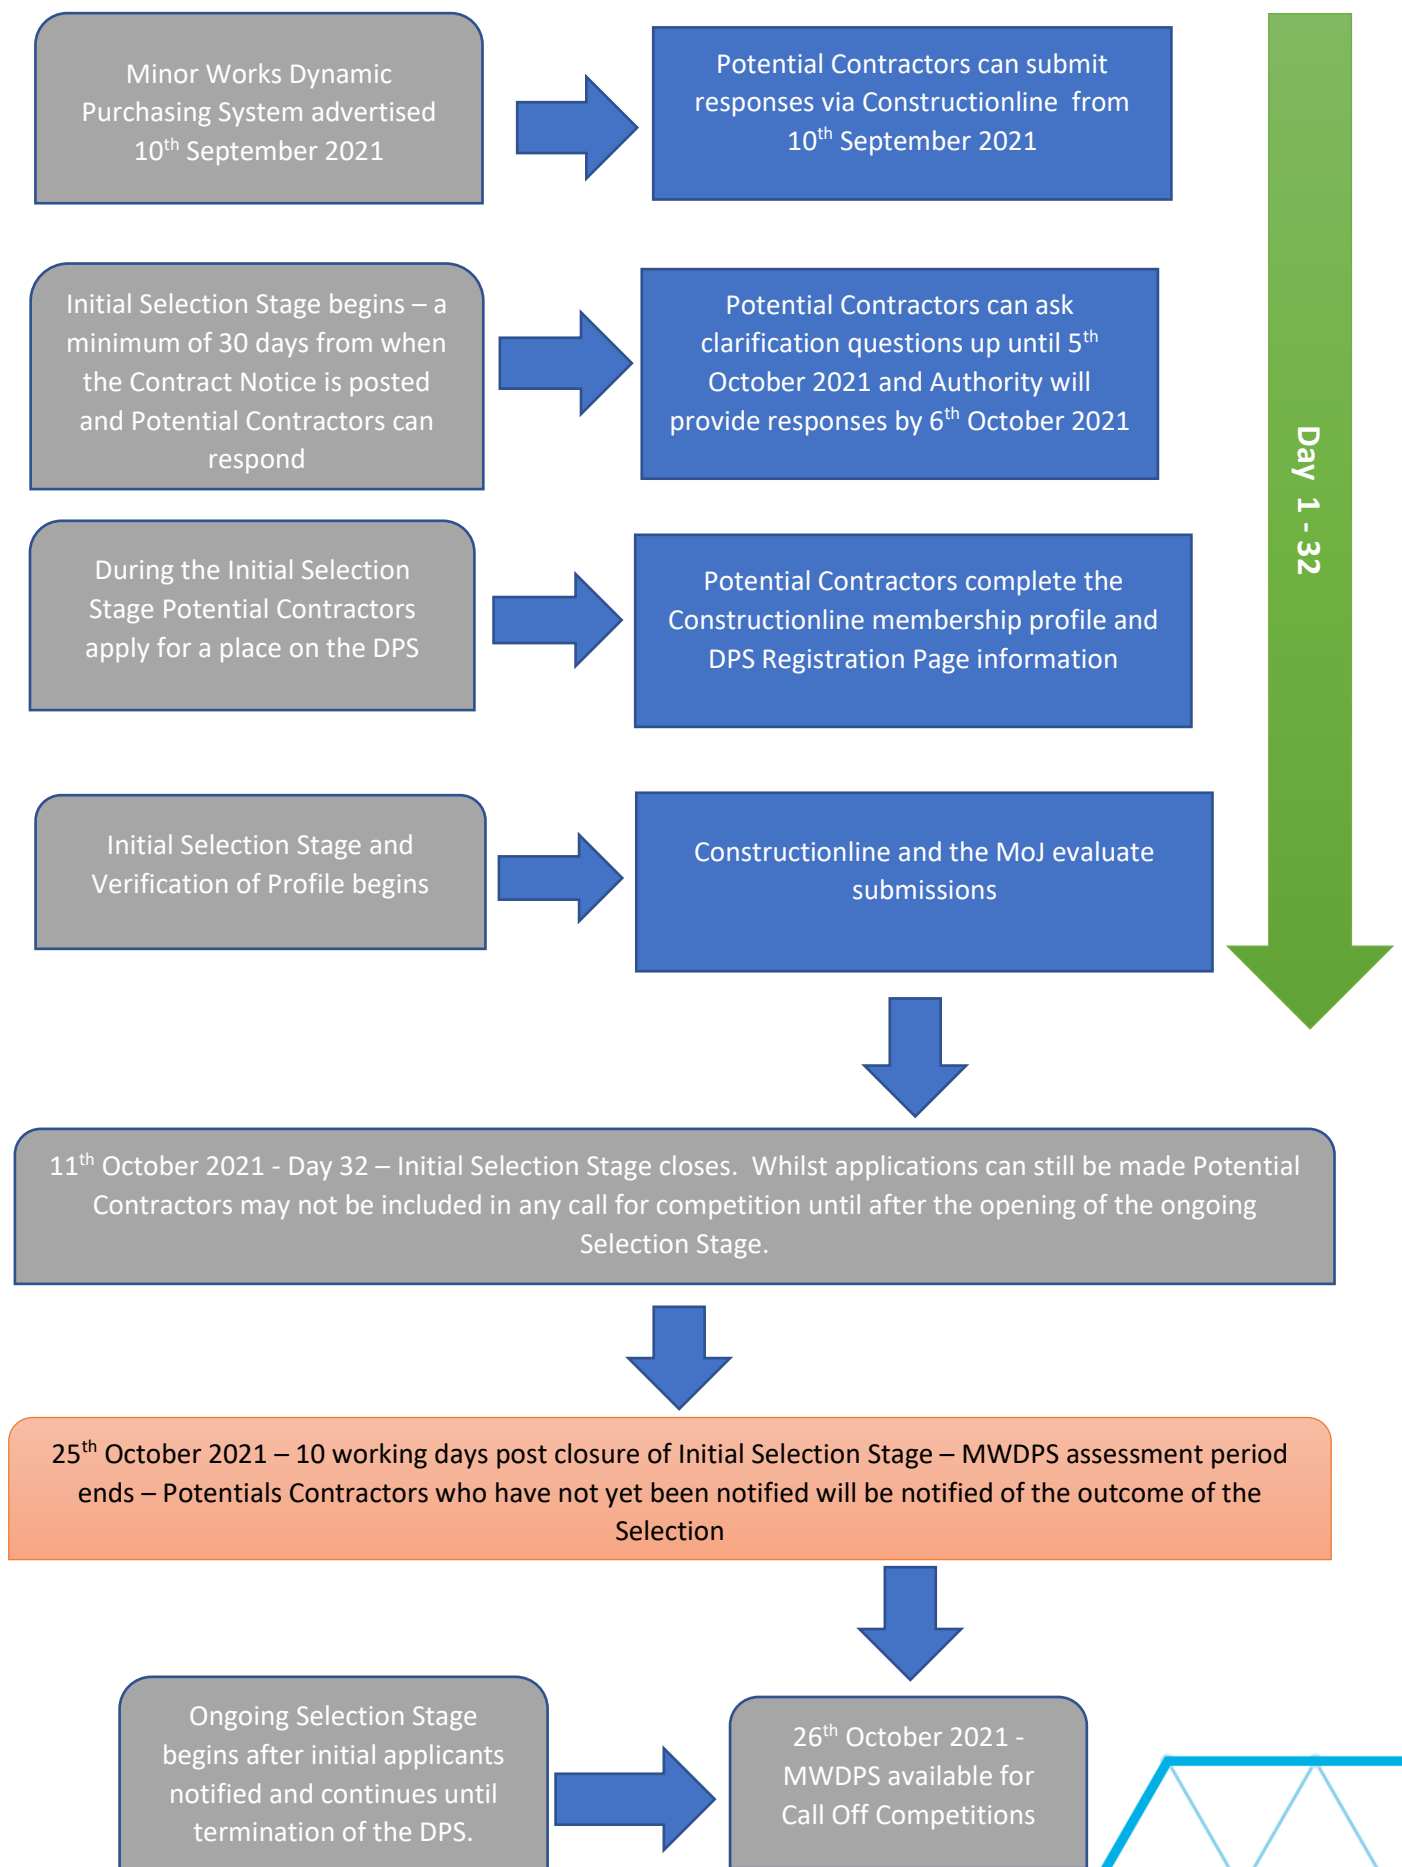 Minor Works Dynamic
Purchasing System advertised
10th September 2021
Potential Contractors can submit
responses via Constructionline from
10th September 2021
Initial Selection Stage begins – a
minimum of 30 days from when
the Contract Notice is posted
and Potential Contractors can
respond
Potential Contractors can ask
clarification questions up until 5th
October 2021 and Authority will
provide responses by 6th October 2021
Day 1 - 32
During the Initial Selection
Stage Potential Contractors
apply for a place on the DPS
Potential Contractors complete the
Constructionline membership profile and
DPS Registration Page information
Initial Selection Stage and
Verification of Profile begins
Constructionline and the MoJ evaluate
submissions
11th October 2021 - Day 32 – Initial Selection Stage closes. Whilst applications can still be made Potential
Contractors may not be included in any call for competition until after the opening of the ongoing
Selection Stage.
25th October 2021 – 10 working days post closure of Initial Selection Stage – MWDPS assessment period
ends – Potentials Contractors who have not yet been notified will be notified of the outcome of the
Selection
Ongoing Selection Stage
begins after initial applicants
notified and continues until
termination of the DPS.
26th October 2021 -
MWDPS available for
Call Off Competitions